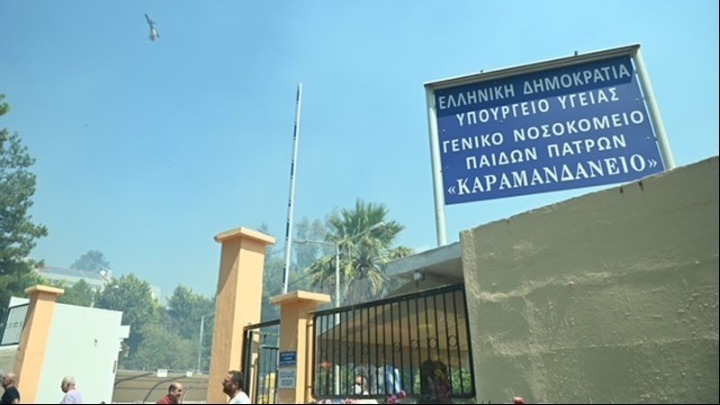 ΕΛΛΗΝΙΚΗ ΔΗΜΟΚΡΑΤΙΑ
ΥΠΟΥΡΓΕΙΟ ΥΓΕΙΑΣ
ΓΕΝΙΚΟ ΝΟΣΟΚΟΜΕΙΟ
ΠΑΙΔΩΝ ΠΑΤΡΩΝ
«ΚΑΡΑΜΑΝΔΑΝΕΙΟ»